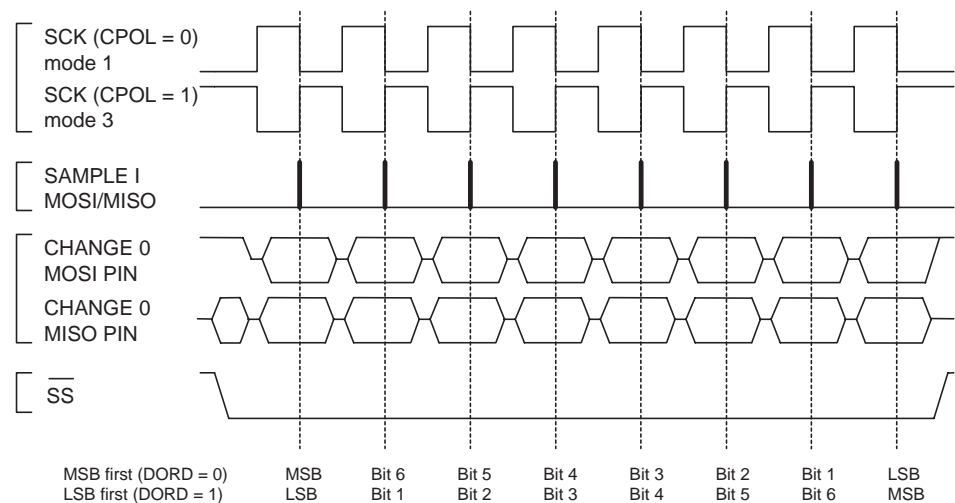 SCK (CPOL = 0)
mode 1
SCK (CPOL = 1)
mode 3
SAMPLE I
MOSI/MISO
CHANGE 0
MOSI PIN
CHANGE 0
MISO PIN
SS
MSB first (DORD = 0) MSB Bit 6 Bit 5 Bit 4 Bit 3 Bit 2 Bit 1 LSB
LSB first (DORD = 1) LSB Bit 1 Bit 2 Bit 3 Bit 4 Bit 5 Bit 6 MSB